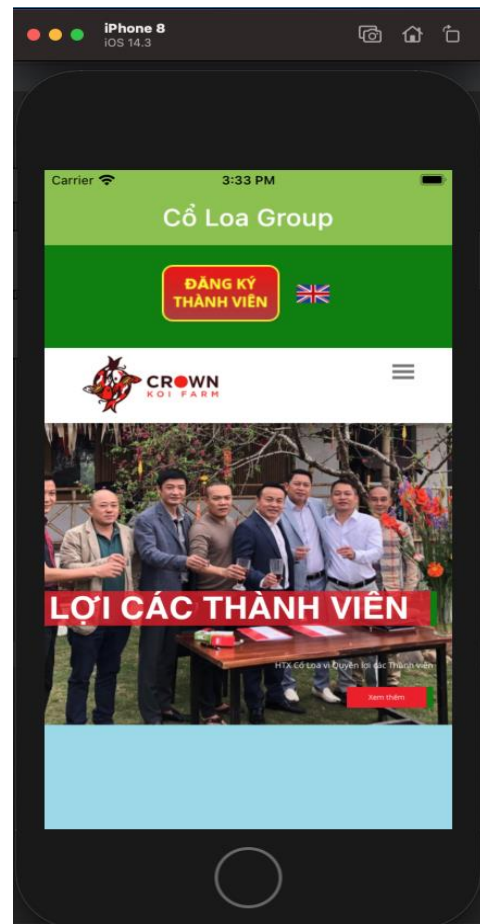 iPhone 8
iOS 14.3
Carrier
3:33 PM
Cổ Loa Group
ĐĂNG KÝ
THÀNH VIÊN
CROWN
KOI FARM
LỢI CÁC THÀNH VIÊN
HTX Cổ Loa vì Quyền lợi các Thành viên
Xem thêm